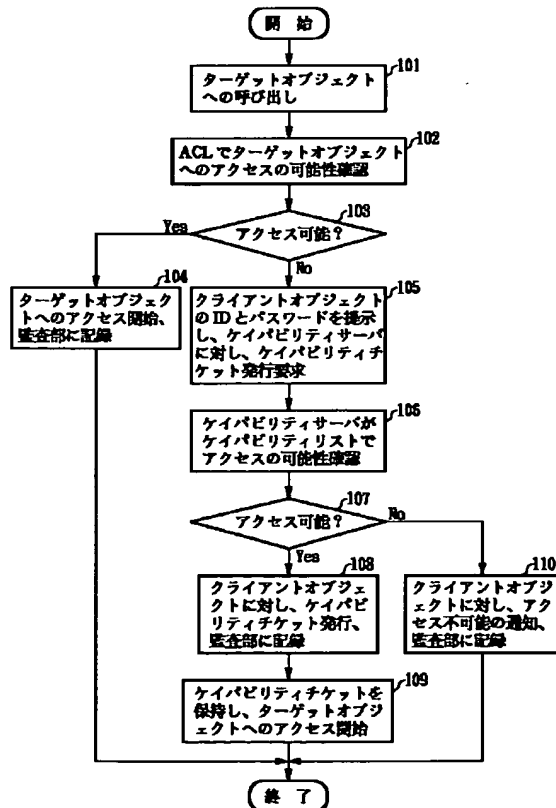 開 始
101
ターゲットオブジェクト
への呼び出し
102
ACLでターゲットオブジェクト
へのアクセスの可能性確認
103
アクセス可能?
Yes
No
104
ターゲットオブジェ
クトへのアクセス開始、
監査部に記録
105
クライアントオブジェクト
のIDとパスワードを提示
し、ケイパビリティサーバ
に対し、ケイパビリティチ
ケット発行要求
106
ケイパビリティサーバが
ケイパビリティリストで
アクセスの可能性確認
107
アクセス可能?
No
Yes
108
クライアントオブジェ
クトに対し、ケイパビ
リティチケット発行、
監査部に記録
110
クライアントオブジ
ェクトに対し、アク
セス不可能の通知、
監査部に記録
109
ケイパビリティチケットを
保持し、ターゲットオブジ
ェクトへのアクセス開始
終 了